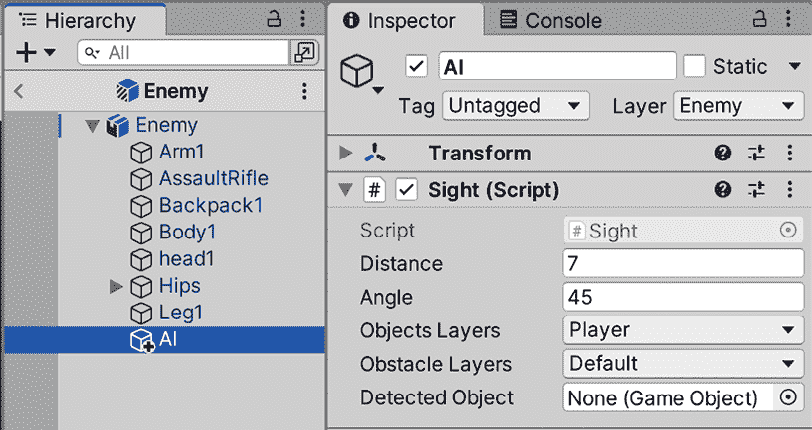 Hierarchy
All
Enemy
Enemy
Arm1
AssaultRifle
Backpack1
Body1
head1
Hips
Leg1
AI
Inspector
Console
AI
Static
Tag Untagged Layer Enemy
Transform
# Sight (Script)
Script # Sight
Distance 7
Angle 45
Objects Layers Player
Obstacle Layers Default
Detected Object None (Game Object)